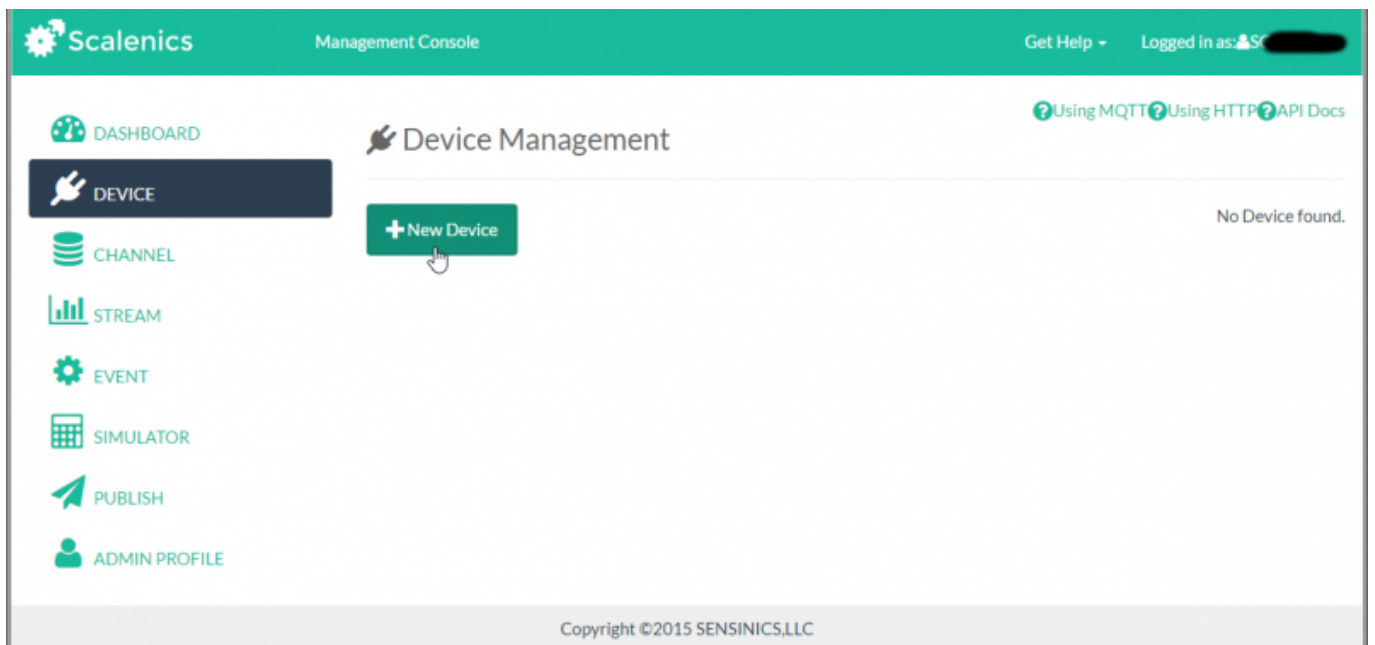 Scalenics
Management Console
Get Help
Logged in as:
Using MQTT Using HTTP API Docs
DASHBOARD
DEVICE
CHANNEL
STREAM
EVENT
SIMULATOR
PUBLISH
ADMIN PROFILE
Device Management
New Device
No Device found.
Copyright ©2015 SENSINICS,LLC